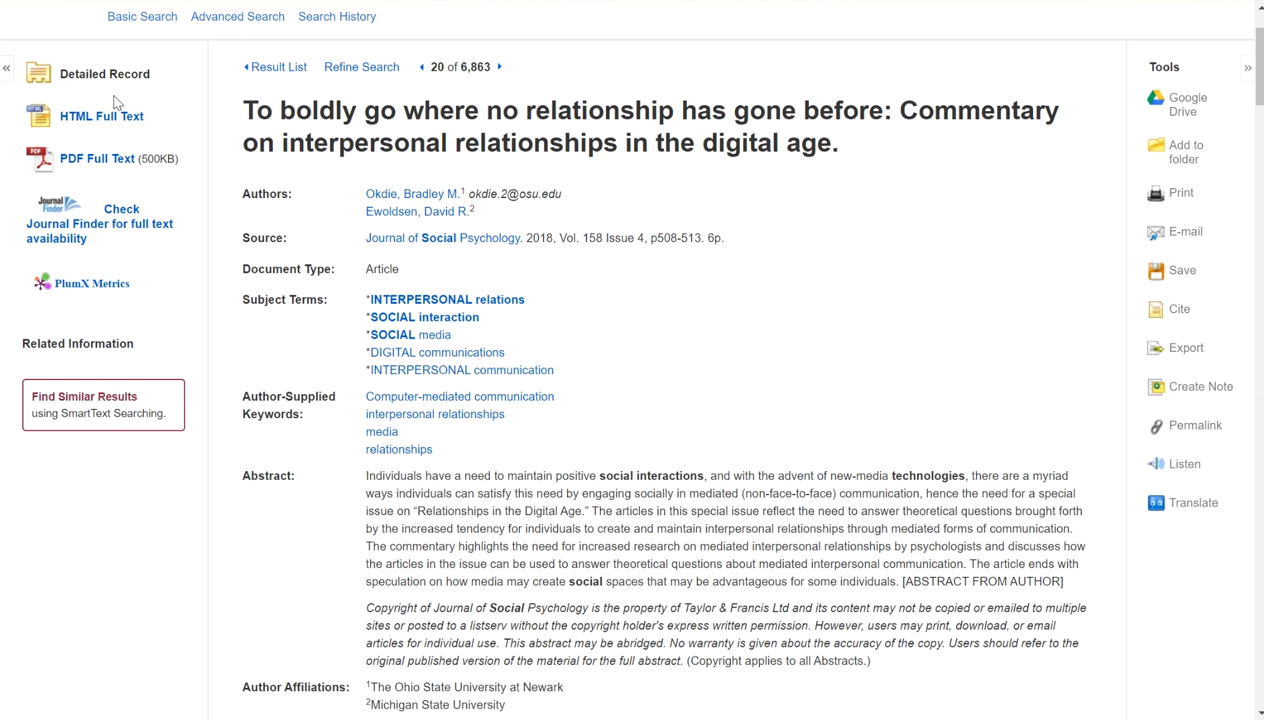 Basic Search Advanced Search Search History
Detailed Record
HTML Full Text
PDF Full Text (500KB)
Journal Finder Check
Journal Finder for full text
availability
PlumX Metrics
Related Information
Find Similar Results
using SmartText Searching.
Result List Refine Search 20 of 6,863
To boldly go where no relationship has gone before: Commentary
on interpersonal relationships in the digital age.
Authors: Okdie, Bradley M.1 okdie.2@osu.edu
Ewoldsen, David R.2
Source: Journal of Social Psychology. 2018, Vol. 158 Issue 4, p508-513. 6p.
Document Type: Article
Subject Terms: *INTERPERSONAL relations
*SOCIAL interaction
*SOCIAL media
*DIGITAL communications
*INTERPERSONAL communication
Author-Supplied Computer-mediated communication
Keywords: interpersonal relationships
media
relationships
Abstract: Individuals have a need to maintain positive social interactions, and with the advent of new-media technologies, there are a myriad
ways individuals can satisfy this need by engaging socially in mediated (non-face-to-face) communication, hence the need for a special
issue on “Relationships in the Digital Age.” The articles in this special issue reflect the need to answer theoretical questions brought forth
by the increased tendency for individuals to create and maintain interpersonal relationships through mediated forms of communication.
The commentary highlights the need for increased research on mediated interpersonal relationships by psychologists and discusses how
the articles in the issue can be used to answer theoretical questions about mediated interpersonal communication. The article ends with
speculation on how media may create social spaces that may be advantageous for some individuals. [ABSTRACT FROM AUTHOR]
Copyright of Journal of Social Psychology is the property of Taylor & Francis Ltd and its content may not be copied or emailed to multiple
sites or posted to a listserv without the copyright holder's express written permission. However, users may print, download, or email
articles for individual use. This abstract may be abridged. No warranty is given about the accuracy of the copy. Users should refer to the
original published version of the material for the full abstract. (Copyright applies to all Abstracts.)
Author Affiliations: 1The Ohio State University at Newark
2Michigan State University
Tools
Google
Drive
Add to
folder
Print
E-mail
Save
Cite
Export
Create Note
Permalink
Listen
Translate